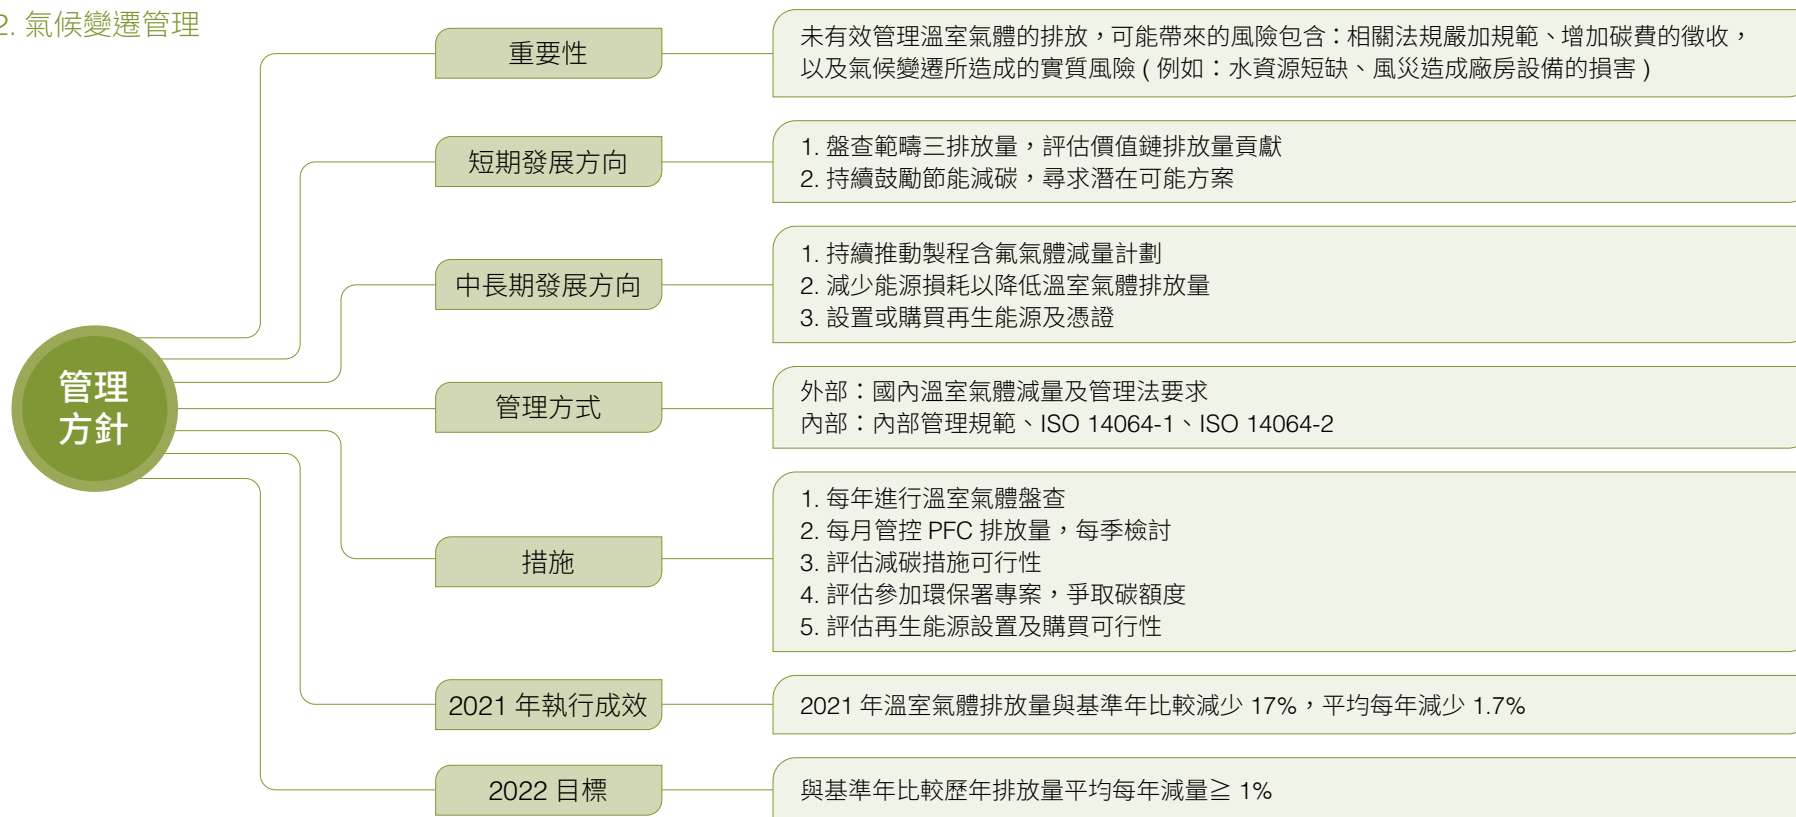 2. 氣候變遷管理
管理
方針
重要性
未有效管理溫室氣體的排放，可能帶來的風險包含：相關法規嚴加規範、增加碳費的徵收，
以及氣候變遷所造成的實質風險 ( 例如：水資源短缺、風災造成廠房設備的損害 )
短期發展方向
1. 盤查範疇三排放量，評估價值鏈排放量貢獻
2. 持續鼓勵節能減碳，尋求潛在可能方案
中長期發展方向
1. 持續推動製程含氟氣體減量計劃
2. 減少能源損耗以降低溫室氣體排放量
3. 設置或購買再生能源及憑證
管理方式
外部：國內溫室氣體減量及管理法要求
內部：內部管理規範、ISO 14064-1、ISO 14064-2
措施
1. 每年進行溫室氣體盤查
2. 每月管控 PFC 排放量，每季檢討
3. 評估減碳措施可行性
4. 評估參加環保署專案，爭取碳額度
5. 評估再生能源設置及購買可行性
2021 年執行成效
2021 年溫室氣體排放量與基準年比較減少 17%，平均每年減少 1.7%
2022 目標
與基準年比較歷年排放量平均每年減量≧ 1%